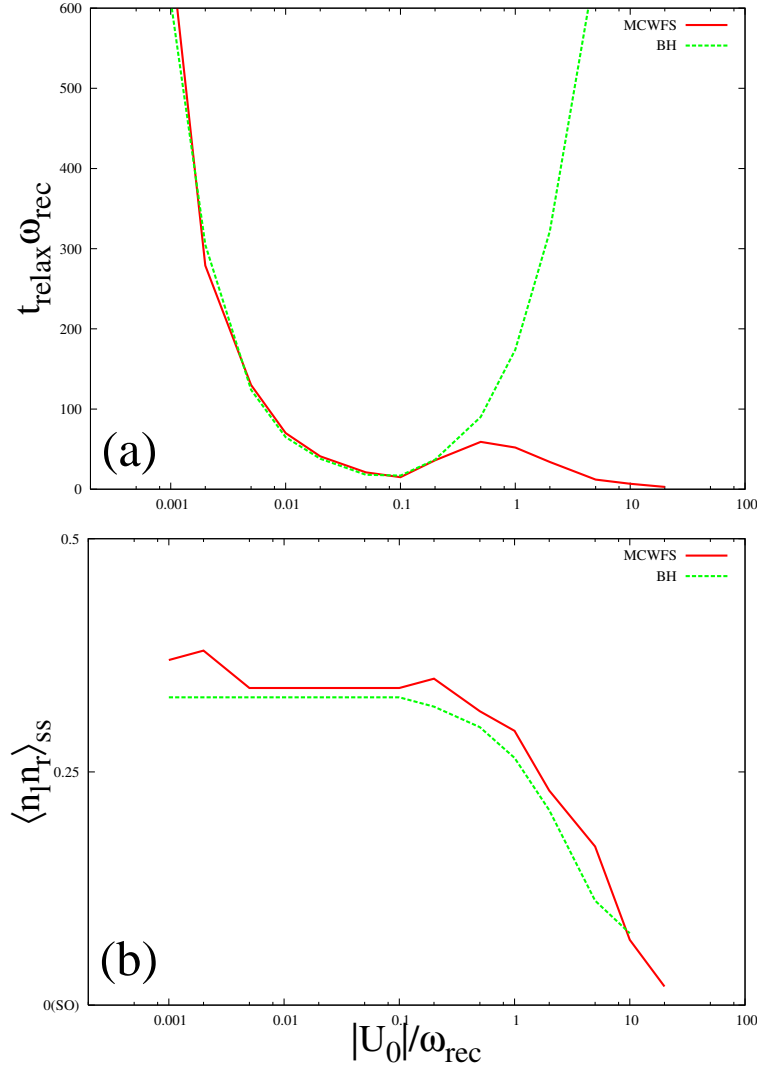 600
500
400
300
200
100
0
t_relax ω_rec
MCWFS
BH
(a)
0.001 0.01 0.1 1 10 100
0.5
0.25
0(SO)
⟨n_l n_r⟩_ss
MCWFS
BH
(b)
0.001 0.01 0.1 1 10 100
|U_0|/ω_rec